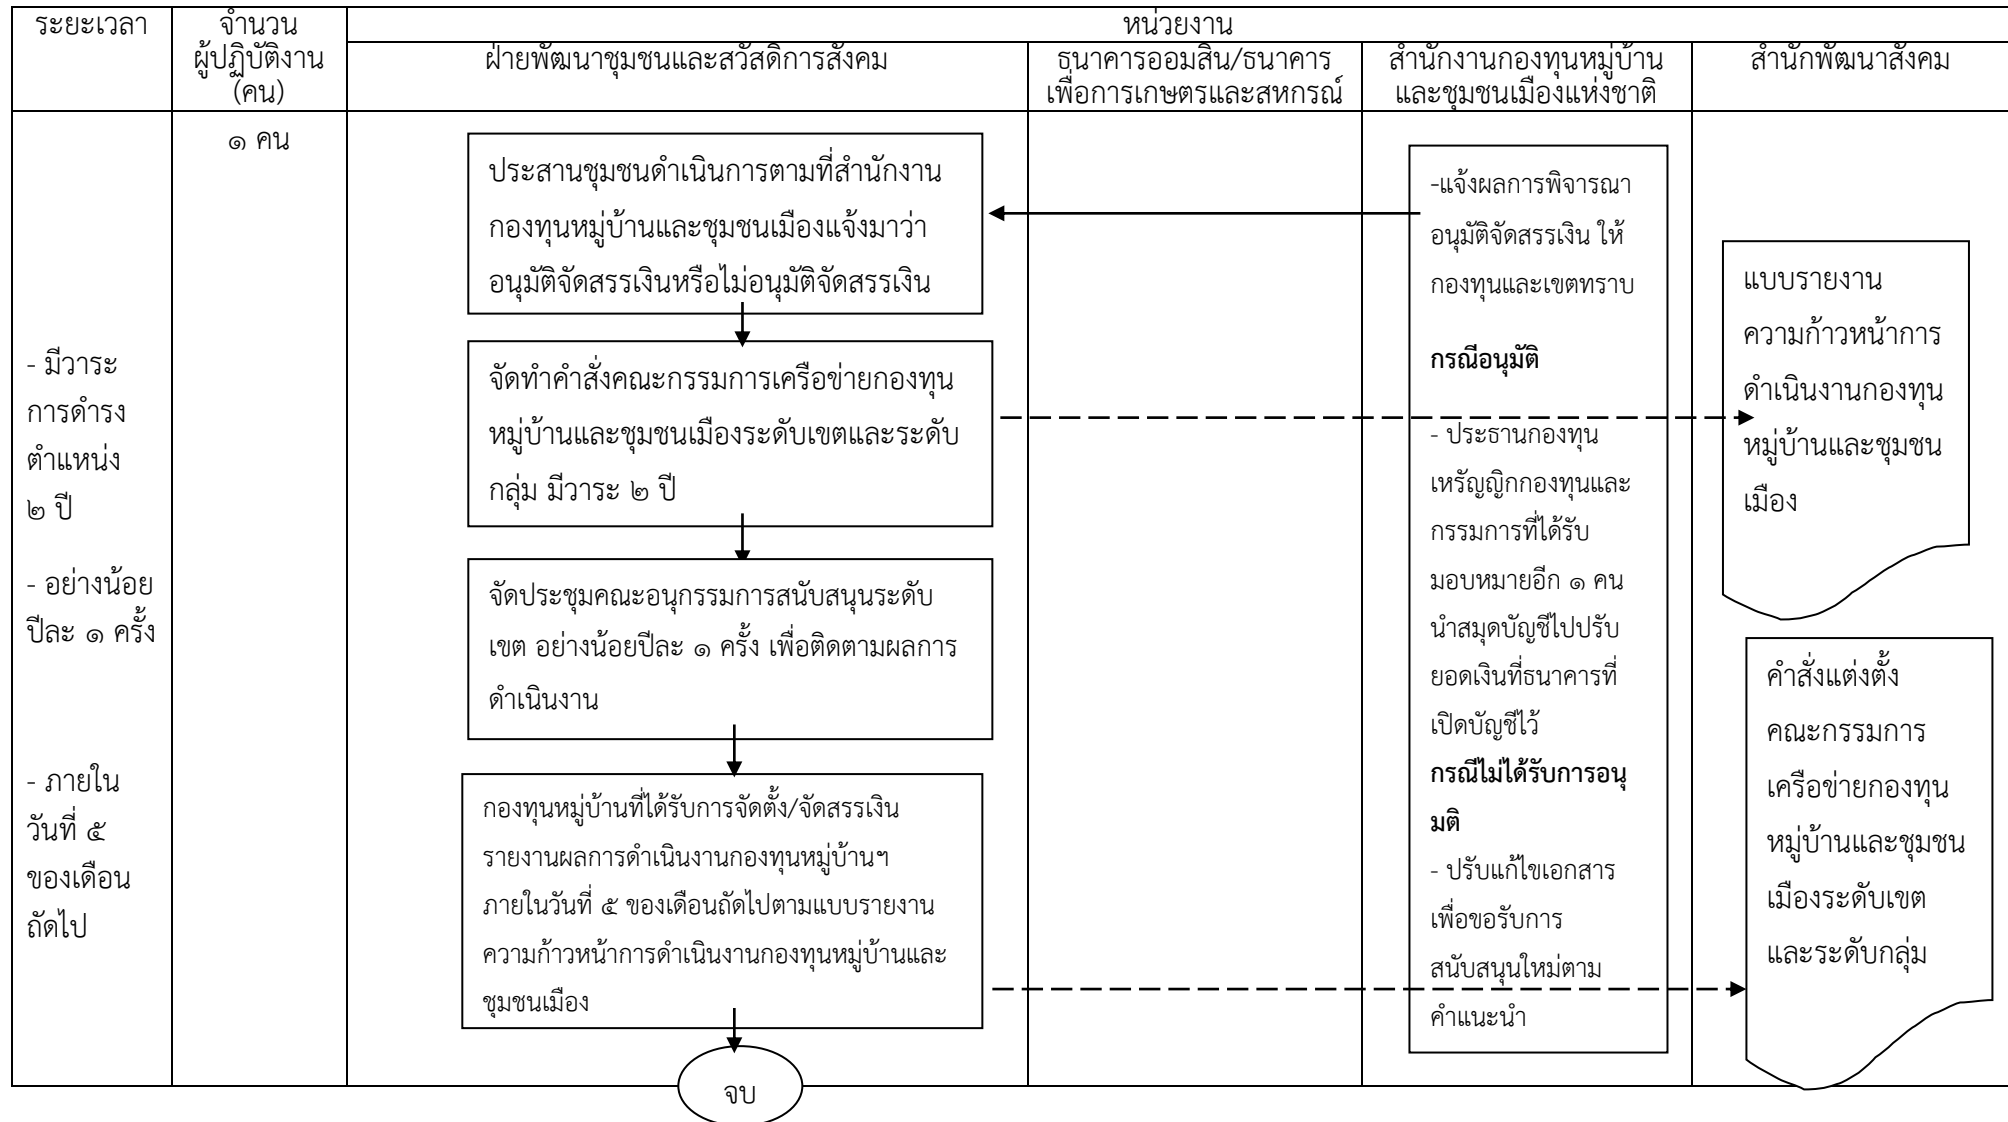 ระยะเวลา
จำนวน
ผู้ปฏิบัติงาน
(คน)
หน่วยงาน
ฝ่ายพัฒนาชุมชนและสวัสดิการสังคม
ธนาคารออมสิน/ธนาคาร
เพื่อการเกษตรและสหกรณ์
สำนักงานกองทุนหมู่บ้าน
และชุมชนเมืองแห่งชาติ
สำนักพัฒนาสังคม
- มีวาระ
การดำรง
ตำแหน่ง
๒ ปี
- อย่างน้อย
ปีละ ๑ ครั้ง
- ภายใน
วันที่ ๕
ของเดือน
ถัดไป
๑ คน
ประสานชุมชนดำเนินการตามที่สำนักงาน
กองทุนหมู่บ้านและชุมชนเมืองแจ้งมาว่า
อนุมัติจัดสรรเงินหรือไม่อนุมัติจัดสรรเงิน
จัดทำคำสั่งคณะกรรมการเครือข่ายกองทุน
หมู่บ้านและชุมชนเมืองระดับเขตและระดับ
กลุ่ม มีวาระ ๒ ปี
จัดประชุมคณะอนุกรรมการสนับสนุนระดับ
เขต อย่างน้อยปีละ ๑ ครั้ง เพื่อติดตามผลการ
ดำเนินงาน
กองทุนหมู่บ้านที่ได้รับการจัดตั้ง/จัดสรรเงิน
รายงานผลการดำเนินงานกองทุนหมู่บ้านฯ
ภายในวันที่ ๕ ของเดือนถัดไปตามแบบรายงาน
ความก้าวหน้าการดำเนินงานกองทุนหมู่บ้านและ
ชุมชนเมือง
จบ
-แจ้งผลการพิจารณา
อนุมัติจัดสรรเงิน ให้
กองทุนและเขตทราบ
กรณีอนุมัติ
- ประธานกองทุน
เหรัญญิกกองทุนและ
กรรมการที่ได้รับ
มอบหมายอีก ๑ คน
นำสมุดบัญชีไปปรับ
ยอดเงินที่ธนาคารที่
เปิดบัญชีไว้
กรณีไม่ได้รับการอนุ
มติ
- ปรับแก้ไขเอกสาร
เพื่อขอรับการ
สนับสนุนใหม่ตาม
คำแนะนำ
แบบรายงาน
ความก้าวหน้าการ
ดำเนินงานกองทุน
หมู่บ้านและชุมชน
เมือง
คำสั่งแต่งตั้ง
คณะกรรมการ
เครือข่ายกองทุน
หมู่บ้านและชุมชน
เมืองระดับเขต
และระดับกลุ่ม